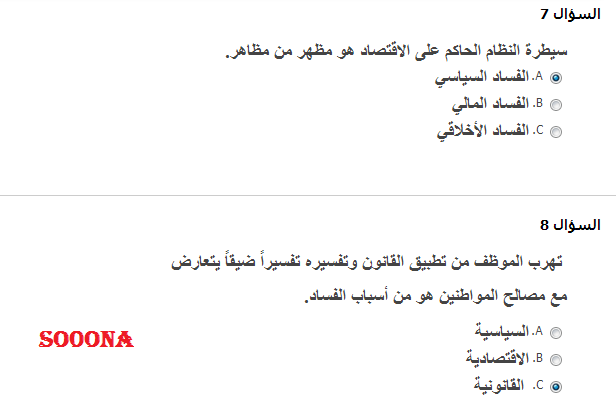 السؤال 7
سيطرة النظام الحاكم على الاقتصاد هو مظهر من مظاهر.
A. الفساد السياسي
B. الفساد المالي
C. الفساد الأخلاقي
السؤال 8
تهرب الموظف من تطبيق القانون وتفسيره تفسيراً ضيقاً يتعارض
مع مصالح المواطنين هو من أسباب الفساد.
A. السياسية
B. الاقتصادية
C. القانونية
SOOONA